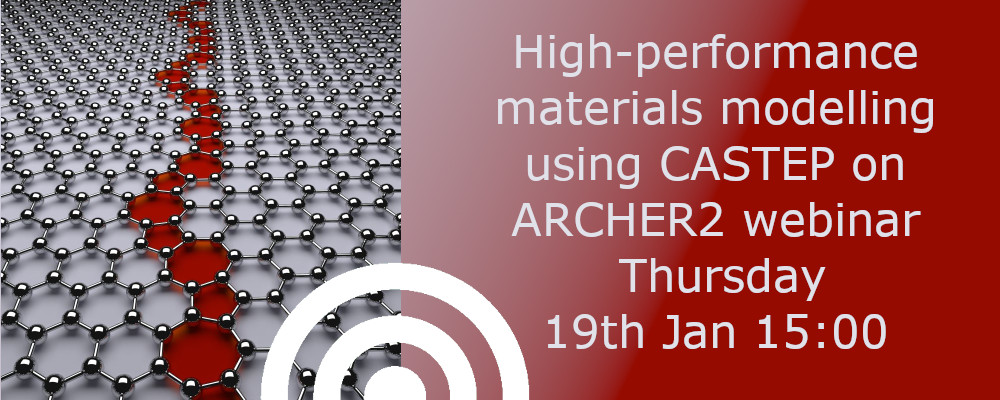 High-performance
materials modelling
using CASTEP on
ARCHER2 webinar
Thursday
19th Jan 15:00